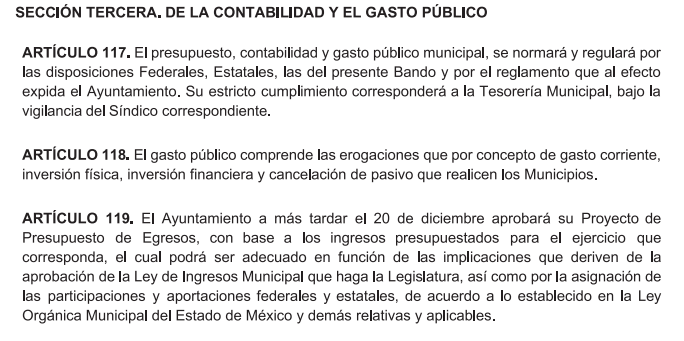 SECCIÓN TERCERA. DE LA CONTABILIDAD Y EL GASTO PÚBLICO
ARTÍCULO 117. El presupuesto, contabilidad y gasto público municipal, se normará y regulará por
las disposiciones Federales, Estatales, las del presente Bando y por el reglamento que al efecto
expida el Ayuntamiento. Su estricto cumplimiento corresponderá a la Tesorería Municipal, bajo la
vigilancia del Síndico correspondiente.
ARTÍCULO 118. El gasto público comprende las erogaciones que por concepto de gasto corriente,
inversión física, inversión financiera y cancelación de pasivo que realicen los Municipios.
ARTÍCULO 119. El Ayuntamiento a más tardar el 20 de diciembre aprobará su Proyecto de
Presupuesto de Egresos, con base a los ingresos presupuestados para el ejercicio que
corresponda, el cual podrá ser adecuado en función de las implicaciones que deriven de la
aprobación de la Ley de Ingresos Municipal que haga la Legislatura, así como por la asignación de
las participaciones y aportaciones federales y estatales, de acuerdo a lo establecido en la Ley
Orgánica Municipal del Estado de México y demás relativas y aplicables.